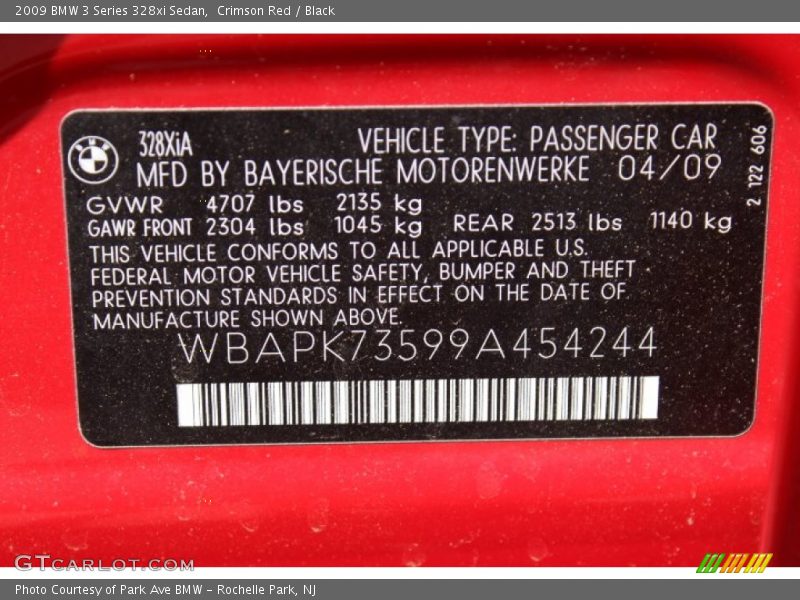 2009 BMW 3 Series 328xi Sedan,  Crimson Red / Black
328XiA
VEHICLE TYPE: PASSENGER CAR
MFD BY BAYERISCHE MOTORENWERKE 04/09
GVWR 4707 lbs 2135 kg
GAWR FRONT 2304 lbs 1045 kg REAR 2513 lbs 1140 kg
THIS VEHICLE CONFORMS TO ALL APPLICABLE U.S.
FEDERAL MOTOR VEHICLE SAFETY, BUMPER AND THEFT
PREVENTION STANDARDS IN EFFECT ON THE DATE OF
MANUFACTURE SHOWN ABOVE.
WBAPK73599A454244
2 122 606
GTCARLOT.COM
Photo Courtesy of Park Ave BMW - Rochelle Park, NJ